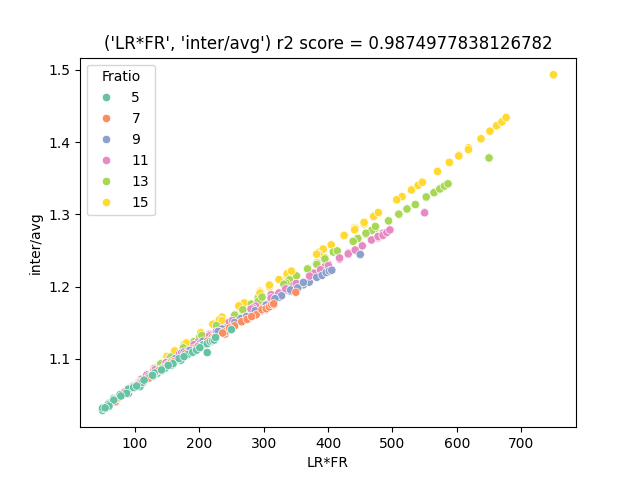 ('LR*FR', 'inter/avg') r2 score = 0.9874977838126782
Fratio
5
7
9
11
13
15
1.5
1.4
1.3
1.2
1.1
inter/avg
100 200 300 400 500 600 700
LR*FR